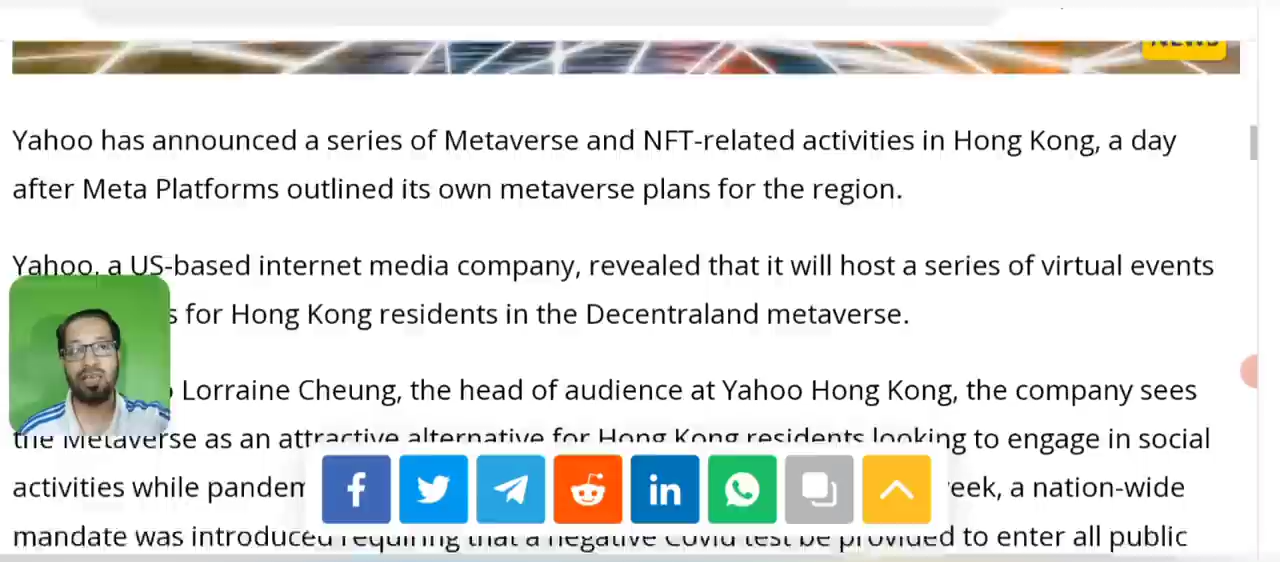 NEWS
Yahoo has announced a series of Metaverse and NFT-related activities in Hong Kong, a day
after Meta Platforms outlined its own metaverse plans for the region.
Yahoo, a US-based internet media company, revealed that it will host a series of virtual events
s for Hong Kong residents in the Decentraland metaverse.
Lorraine Cheung, the head of audience at Yahoo Hong Kong, the company sees
the Metaverse as an attractive alternative for Hong Kong residents looking to engage in social
activities while pandem eek, a nation-wide
mandate was introduced requiring that a negative Covid test be provided to enter all public